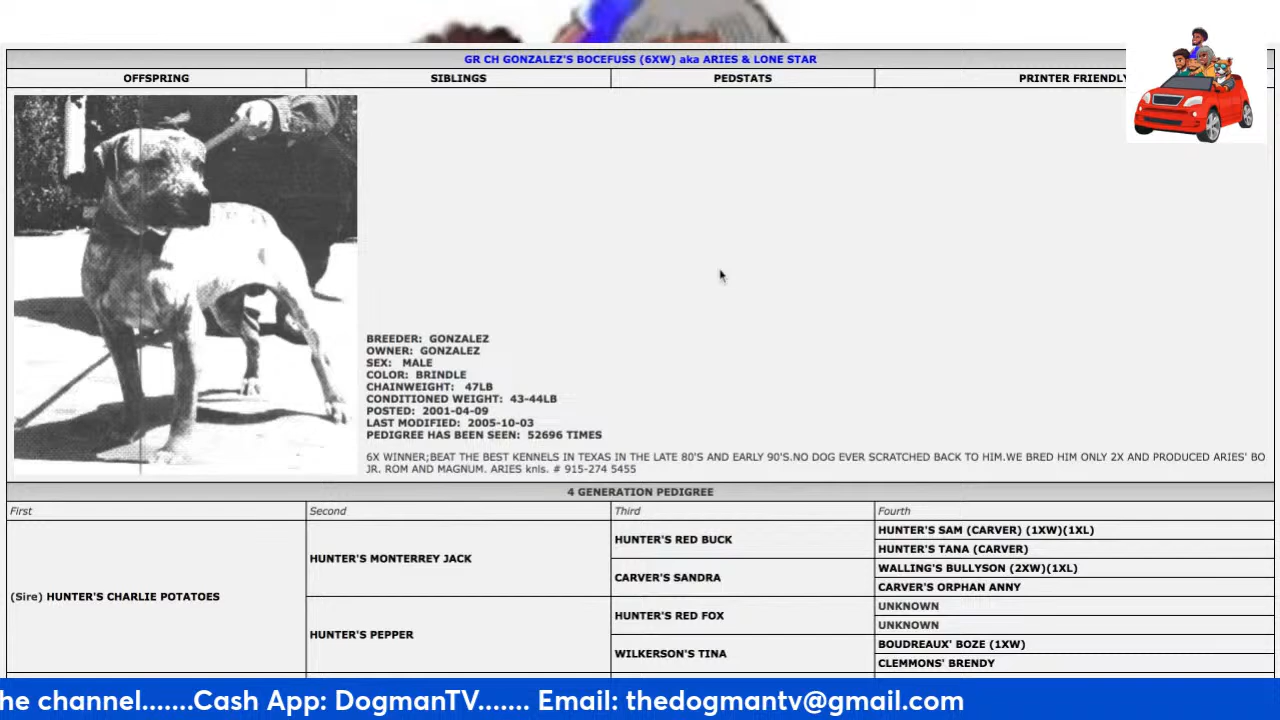 GR CH GONZALEZ'S BOCEFUSS (6XW) aka ARIES & LONE STAR
OFFSPRING SIBLINGS PEDSTATS PRINTER FRIENDLY
BREEDER: GONZALEZ
OWNER: GONZALEZ
SEX: MALE
COLOR: BRINDLE
CHAINWEIGHT: 47LB
CONDITIONED WEIGHT: 43-44LB
POSTED: 2001-04-09
LAST MODIFIED: 2005-10-03
PEDIGREE HAS BEEN SEEN: 52696 TIMES
6X WINNER;BEAT THE BEST KENNELS IN TEXAS IN THE LATE 80'S AND EARLY 90'S.NO DOG EVER SCRATCHED BACK TO HIM.WE BRED HIM ONLY 2X AND PRODUCED ARIES' BO
JR. ROM AND MAGNUM. ARIES knls. # 915-274 5455
4 GENERATION PEDIGREE
First Second Third Fourth
(Sire) HUNTER'S CHARLIE POTATOES
HUNTER'S MONTERREY JACK
HUNTER'S PEPPER
HUNTER'S RED BUCK
CARVER'S SANDRA
HUNTER'S RED FOX
WILKERSON'S TINA
HUNTER'S SAM (CARVER) (1XW)(1XL)
HUNTER'S TANA (CARVER)
WALLING'S BULLYSON (2XW)(1XL)
CARVER'S ORPHAN ANNY
UNKNOWN
UNKNOWN
BOUDREAUX' BOZE (1XW)
CLEMMONS' BRENDY
he channel.......Cash App: DogmanTV....... Email: thedogmantv@gmail.com